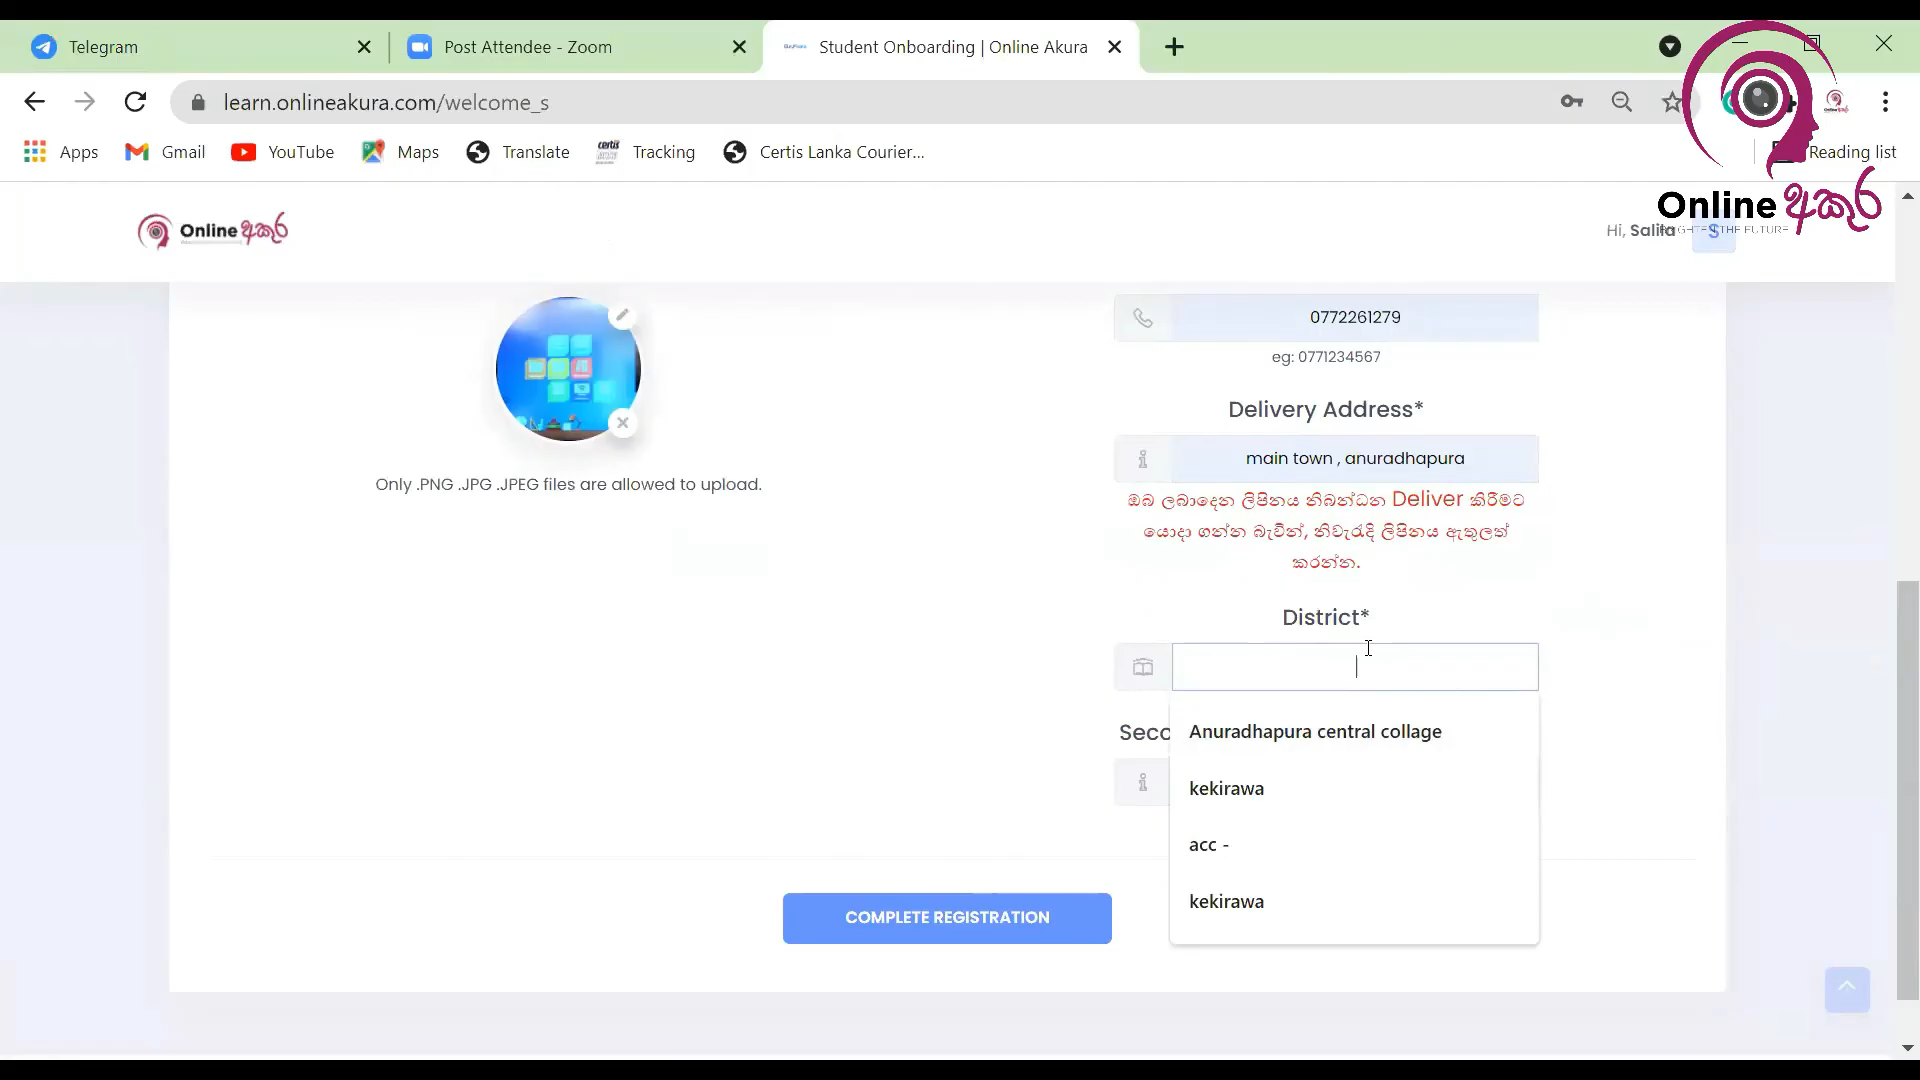 Telegram
Post Attendee - Zoom
Student Onboarding | Online Akura
learn.onlineakura.com/welcome_s
Apps
Gmail
YouTube
Maps
Translate
Tracking
Certis Lanka Courier...
Reading list
Online අකුර
Online අකුර
Hi, Salita
S
0772261279
eg: 0771234567
Delivery Address*
main town , anuradhapura
Only .PNG .JPG .JPEG files are allowed to upload.
ඔබ ලබාදෙන ලිපිනය නිබන්ධන Deliver කිරීමට
යොදා ගන්න බැවින්, නිවැරැදි ලිපිනය ඇතුලත්
කරන්න.
District*
Anuradhapura central collage
Seco
kekirawa
acc -
kekirawa
COMPLETE REGISTRATION